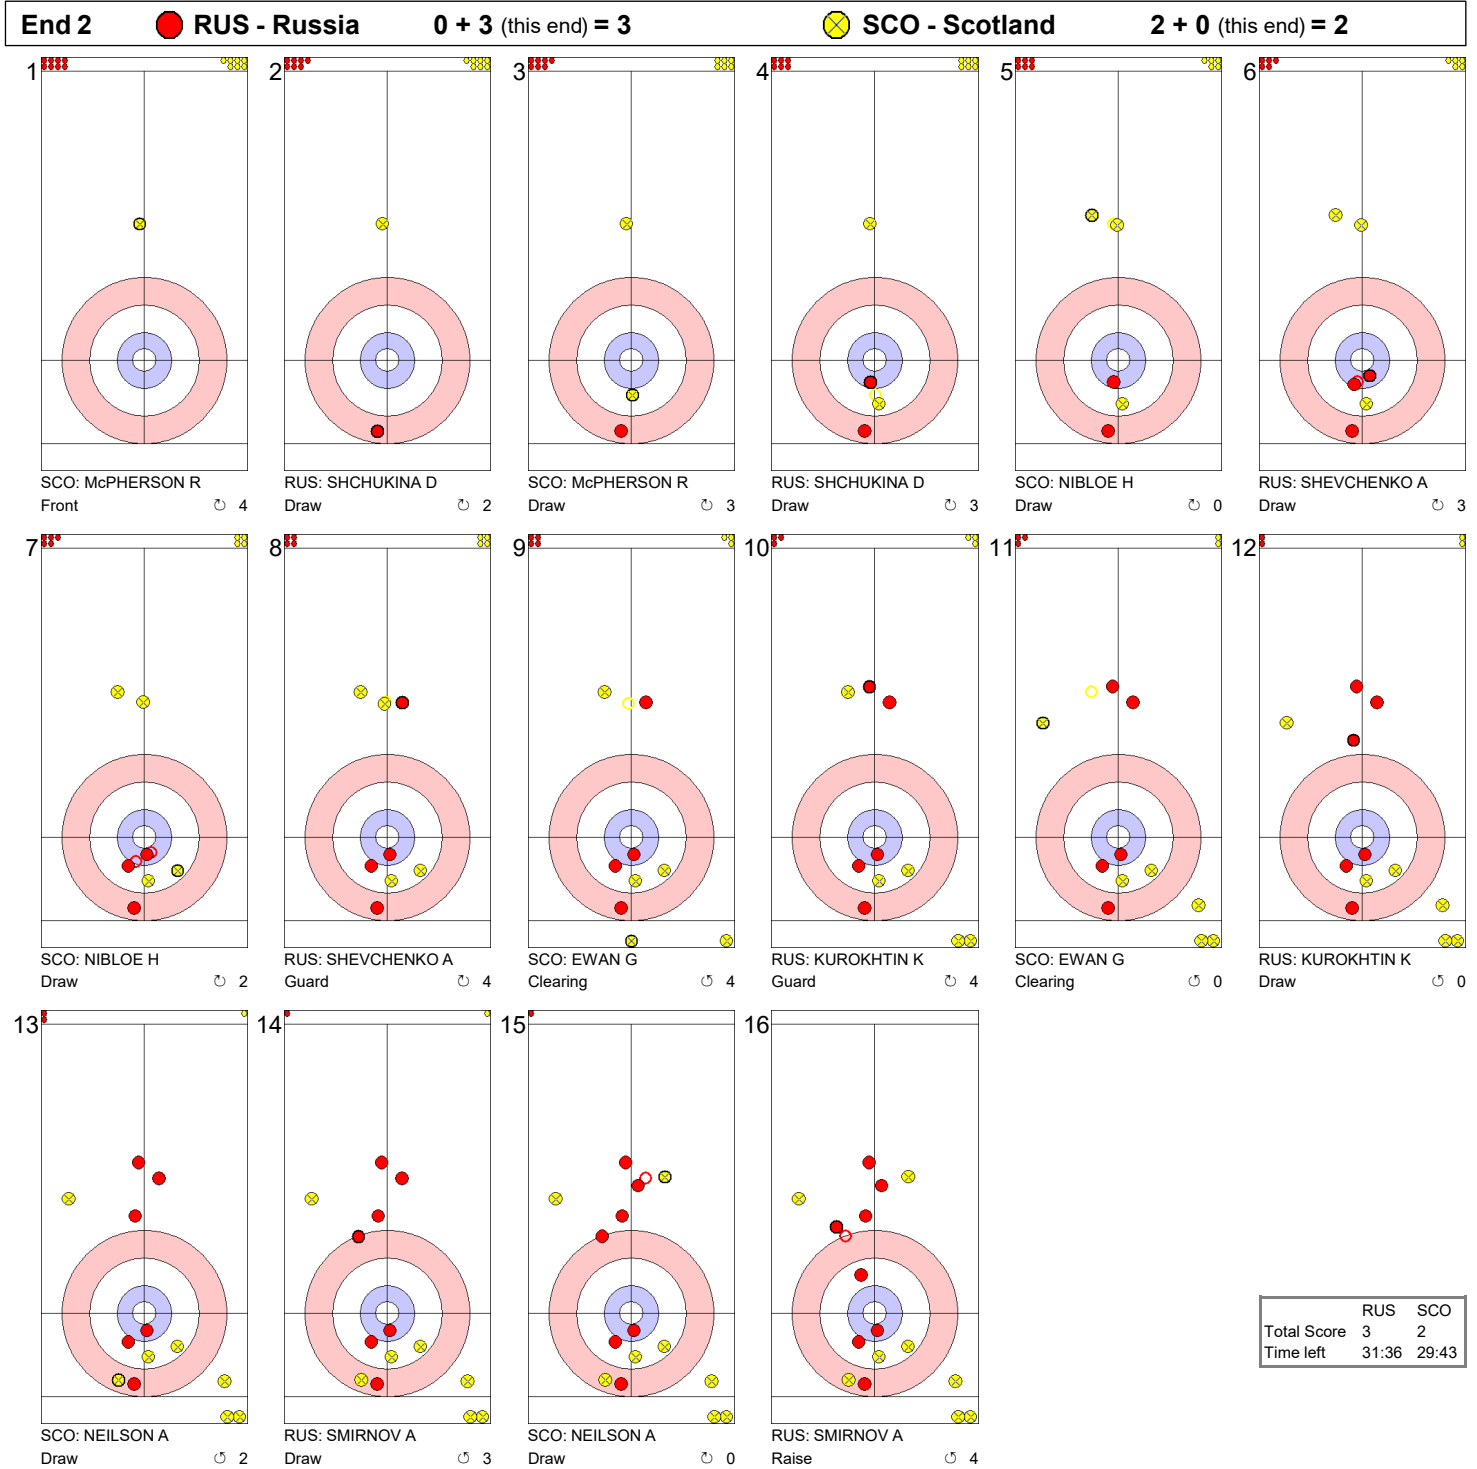 End 2 RUS - Russia 0 + 3 (this end) = 3 SCO - Scotland 2 + 0 (this end) = 2
1 2 3 4 5 6
SCO: McPHERSON R RUS: SHCHUKINA D SCO: McPHERSON R RUS: SHCHUKINA D SCO: NIBLOE H RUS: SHEVCHENKO A
Front ↻ 4 Draw ↻ 2 Draw ↻ 3 Draw ↻ 3 Draw ↻ 0 Draw ↻ 3
7 8 9 10 11 12
SCO: NIBLOE H RUS: SHEVCHENKO A SCO: EWAN G RUS: KUROKHTIN K SCO: EWAN G RUS: KUROKHTIN K
Draw ↻ 2 Guard ↻ 4 Clearing ↺ 4 Guard ↻ 4 Clearing ↺ 0 Draw ↺ 0
13 14 15 16
SCO: NEILSON A RUS: SMIRNOV A SCO: NEILSON A RUS: SMIRNOV A
Draw ↺ 2 Draw ↺ 3 Draw ↻ 0 Raise ↺ 4
RUS SCO
Total Score 3 2
Time left 31:36 29:43